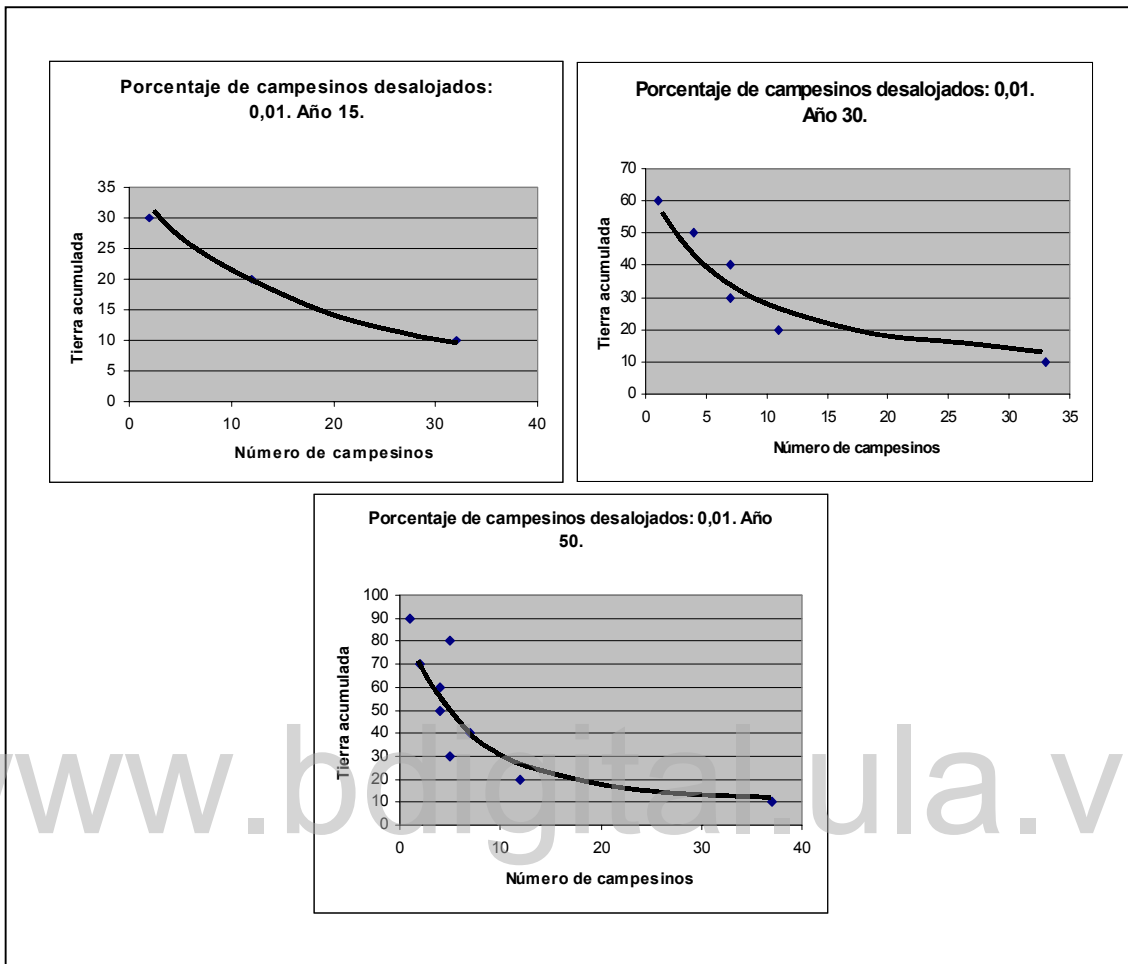 Porcentaje de campesinos desalojados:
0,01. Año 15.
Tierra acumulada
35
30
25
20
15
10
5
0
0 10 20 30 40
Número de campesinos
Porcentaje de campesinos desalojados: 0,01.
Año 30.
Tierra acumulada
70
60
50
40
30
20
10
0
0 5 10 15 20 25 30 35
Número de campesinos
Porcentaje de campesinos desalojados: 0,01. Año
50.
Tierra acumulada
100
90
80
70
60
50
40
30
20
10
0
0 10 20 30 40
Número de campesinos
www.bdigital.ula.v